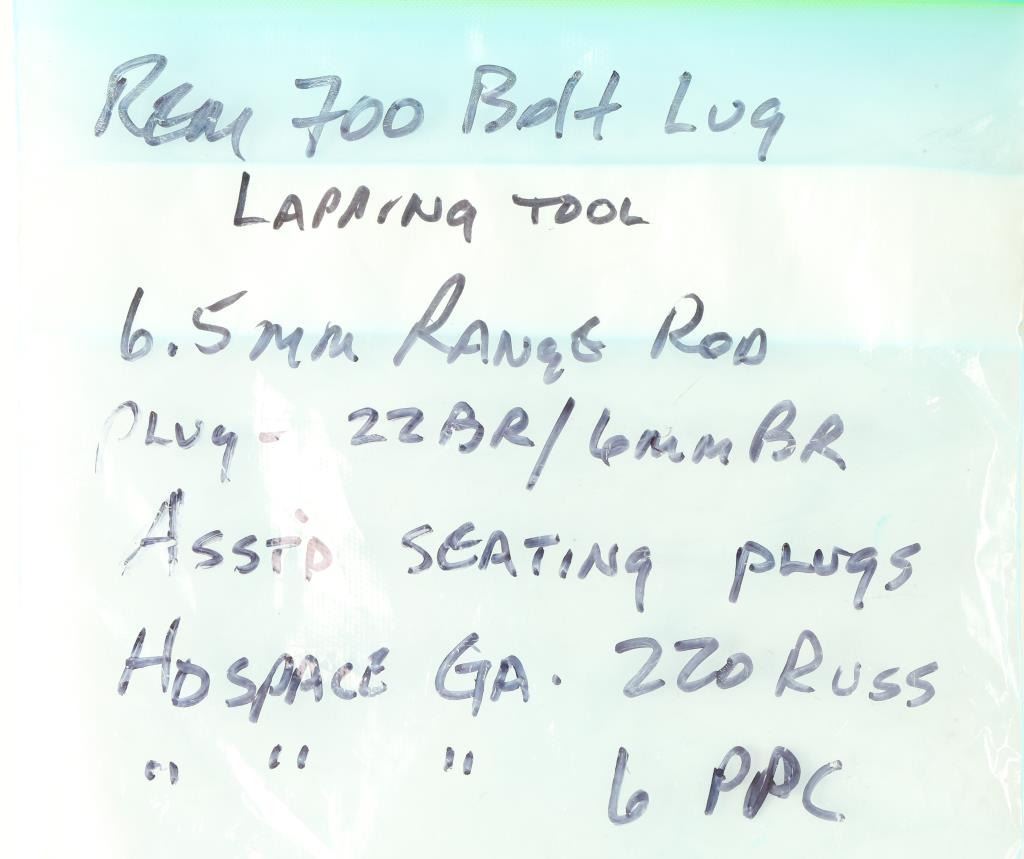 Rem 700 Bolt Lug
LAPPING TOOL
6.5mm RANGE ROD
PLUg- 22BR/6mmBR
ASST'D SEATING PLUGS
HDSPACE GA. 220 RUSS
" " " 6 PPC